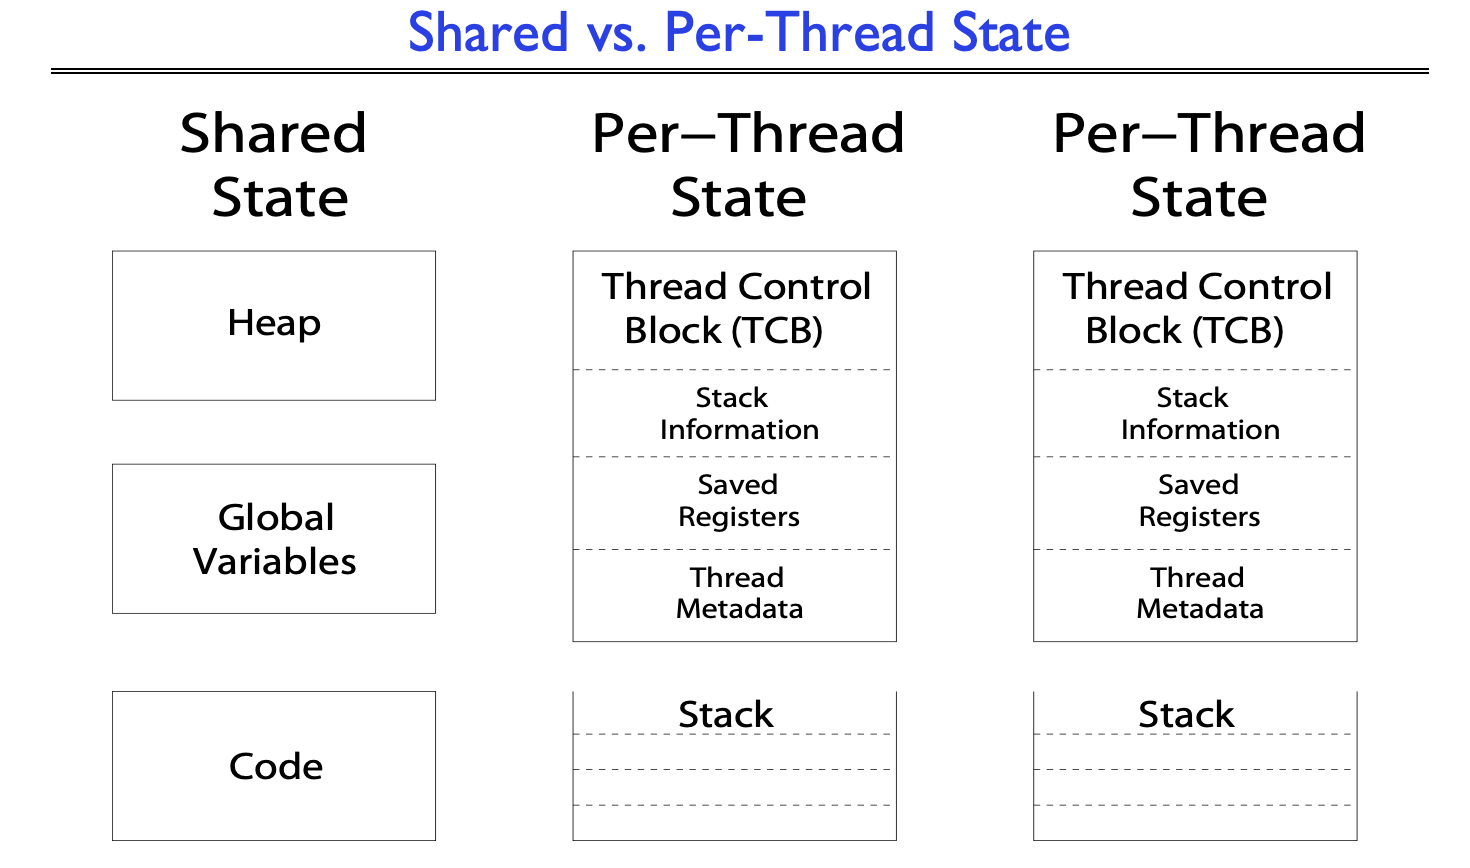 Shared vs. Per-Thread State
Shared
State
Heap
Global
Variables
Code
Per–Thread
State
Thread Control
Block (TCB)
Stack
Information
Saved
Registers
Thread
Metadata
Stack
Per–Thread
State
Thread Control
Block (TCB)
Stack
Information
Saved
Registers
Thread
Metadata
Stack